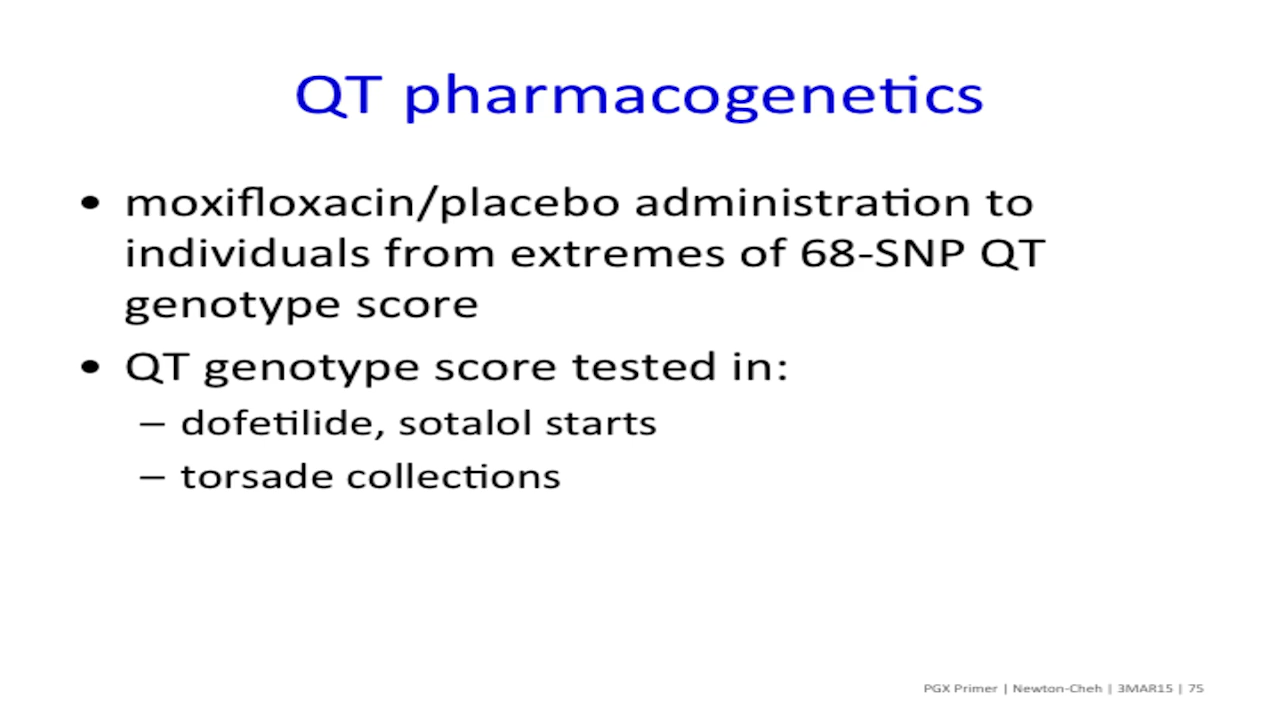 QT pharmacogenetics
• moxifloxacin/placebo administration to
individuals from extremes of 68-SNP QT
genotype score
• QT genotype score tested in:
– dofetilide, sotalol starts
– torsade collections
PGX Primer | Newton-Cheh | 3MAR15 | 75